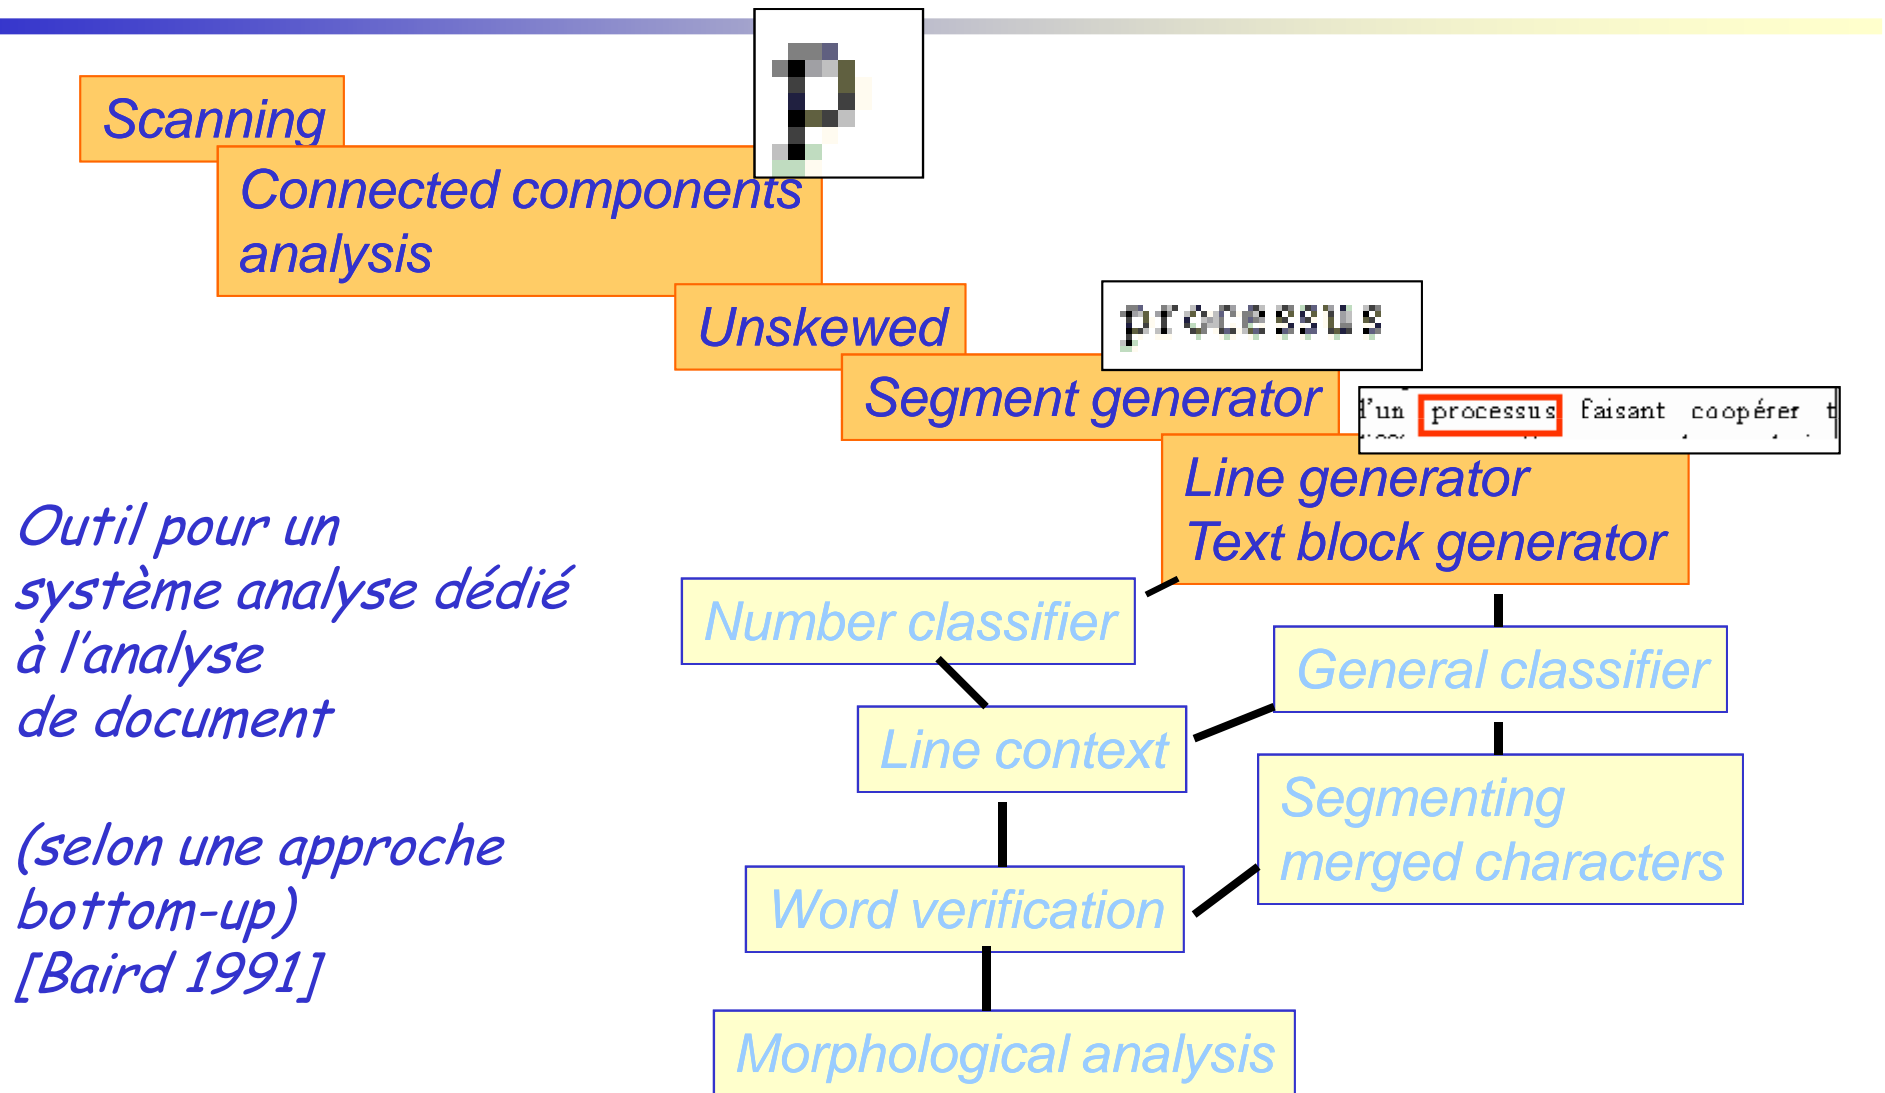 p
Scanning
Connected components
analysis
Unskewed
processus
Segment generator
d'un processus faisant coopérer t
Line generator
Text block generator
Outil pour un
système analyse dédié
à l'analyse
de document
(selon une approche
bottom-up)
[Baird 1991]
Number classifier
General classifier
Line context
Segmenting
merged characters
Word verification
Morphological analysis